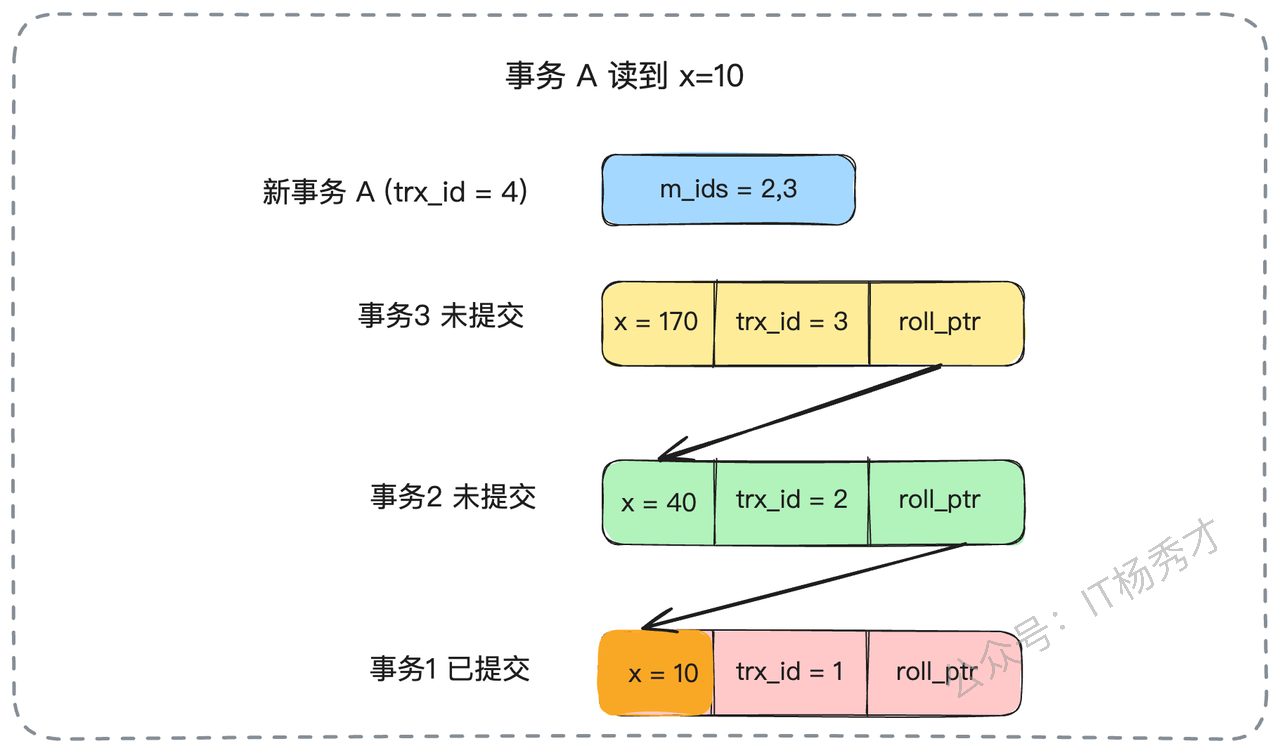 事务 A 读到 x=10
新事务 A (trx_id = 4)
m_ids = 2,3
事务3 未提交
x = 170
trx_id = 3
roll_ptr
事务2 未提交
x = 40
trx_id = 2
roll_ptr
事务1 已提交
x = 10
trx_id = 1
roll_ptr
公众号：IT杨秀才